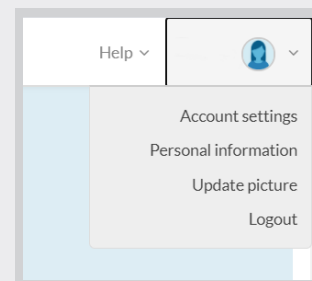 Help
Account settings
Personal information
Update picture
Logout